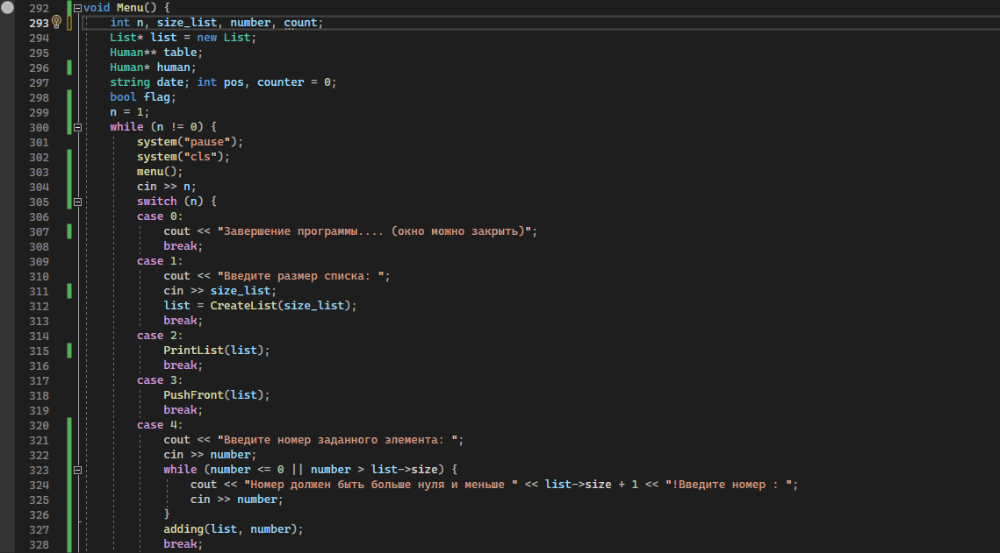 292 void Menu() {
293 int n, size_list, number, count;
294 List* list = new List;
295 Human** table;
296 Human* human;
297 string date; int pos, counter = 0;
298 bool flag;
299 n = 1;
300 while (n != 0) {
301 system("pause");
302 system("cls");
303 menu();
304 cin >> n;
305 switch (n) {
306 case 0:
307 cout << "Завершение программы.... (окно можно закрыть)";
308 break;
309 case 1:
310 cout << "Введите размер списка: ";
311 cin >> size_list;
312 list = CreateList(size_list);
313 break;
314 case 2:
315 PrintList(list);
316 break;
317 case 3:
318 PushFront(list);
319 break;
320 case 4:
321 cout << "Введите номер заданного элемента: ";
322 cin >> number;
323 while (number <= 0 || number > list->size) {
324 cout << "Номер должен быть больше нуля и меньше " << list->size + 1 << "!Введите номер : ";
325 cin >> number;
326 }
327 adding(list, number);
328 break;